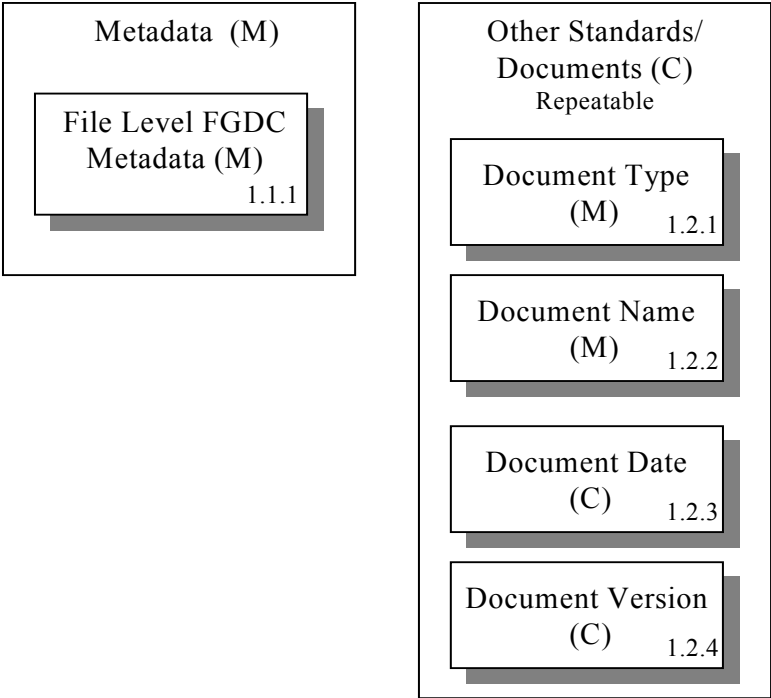 Metadata  (M)
File Level FGDC
Metadata (M)
1.1.1
Other Standards/
Documents (C)
Repeatable
Document Type
(M)
1.2.1
Document Name
(M)
1.2.2
Document Date
(C)
1.2.3
Document Version
(C)
1.2.4